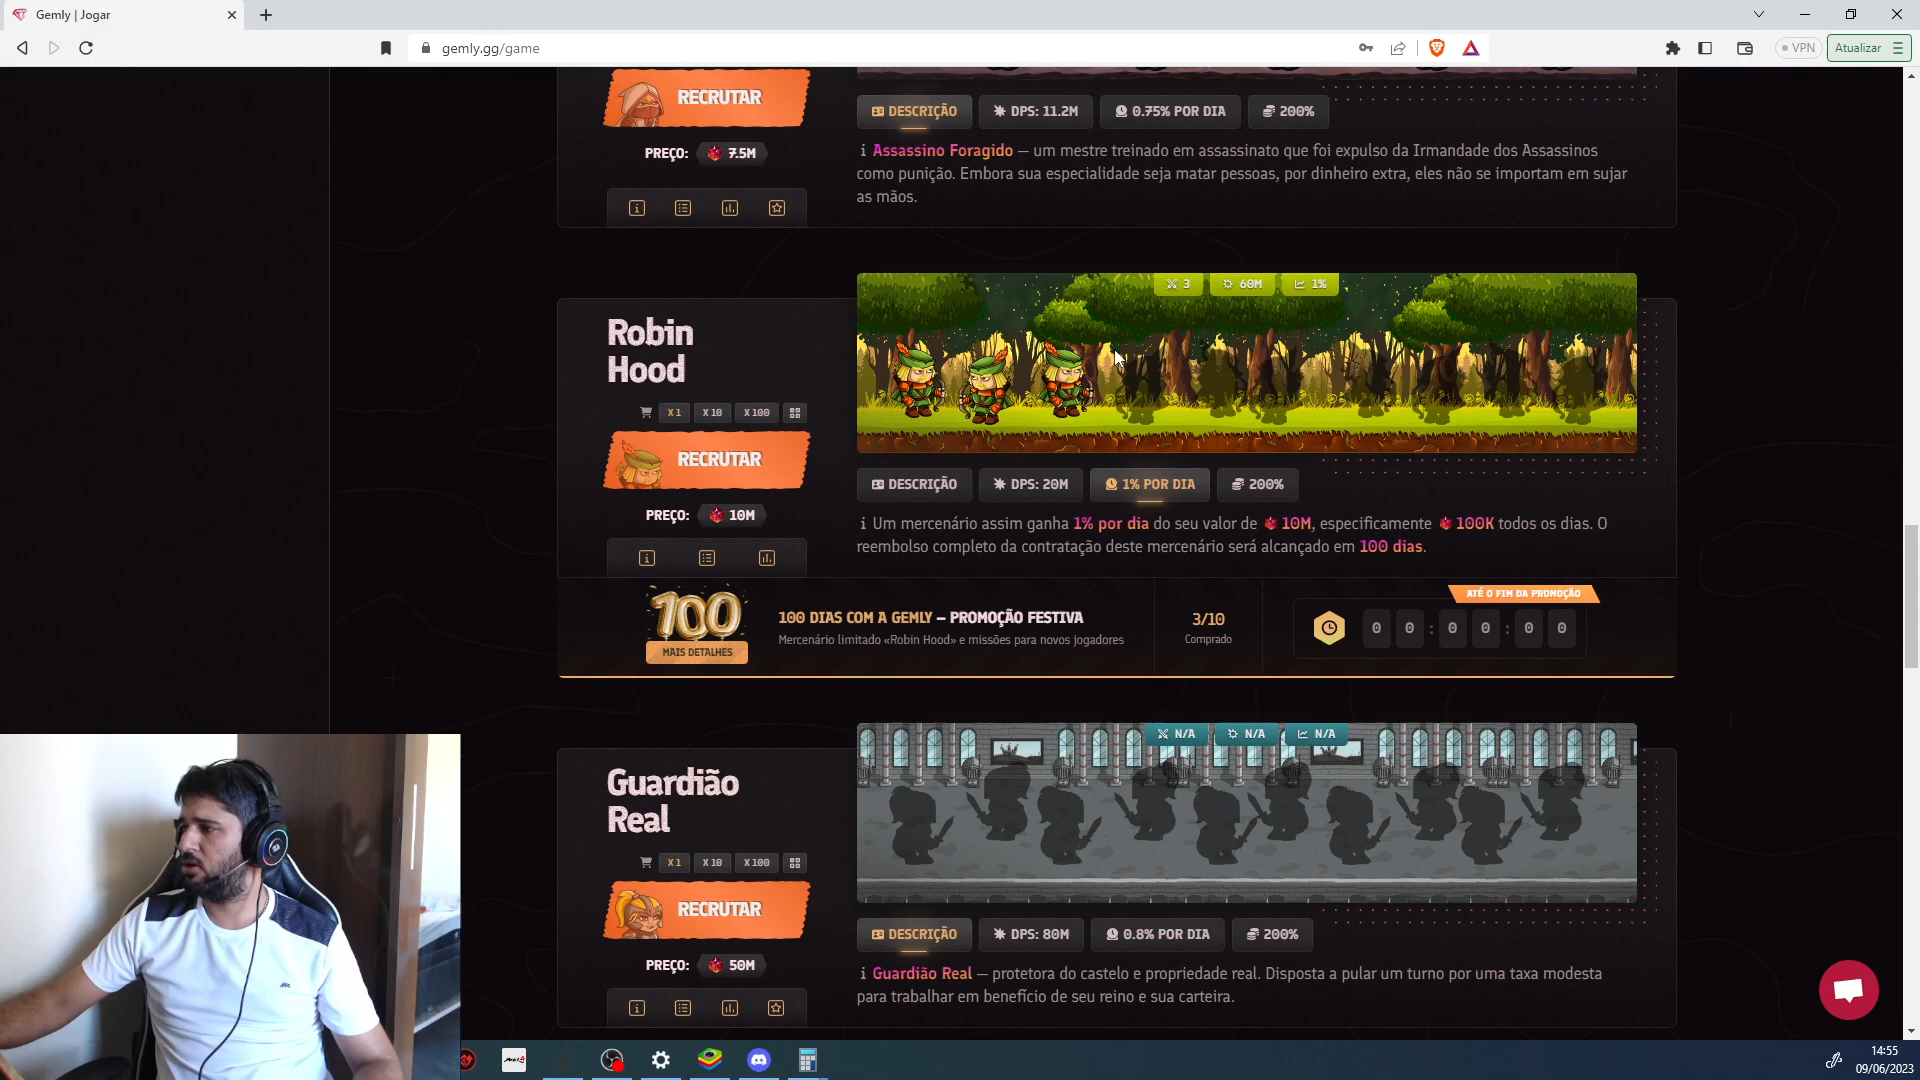 Gemly | Jogar
gemly.gg/game
VPN
Atualizar
RECRUTAR
PREÇO: 7.5M
DESCRIÇÃO
DPS: 11.2M
0.75% POR DIA
200%
Assassino Foragido — um mestre treinado em assassinato que foi expulso da Irmandade dos Assassinos
como punição. Embora sua especialidade seja matar pessoas, por dinheiro extra, eles não se importam em sujar
as mãos.
3
60M
1%
Robin
Hood
X 1
X 10
X 100
RECRUTAR
PREÇO: 10M
DESCRIÇÃO
DPS: 20M
1% POR DIA
200%
Um mercenário assim ganha 1% por dia do seu valor de 10M, especificamente 100K todos os dias. O
reembolso completo da contratação deste mercenário será alcançado em 100 dias.
100
MAIS DETALHES
100 DIAS COM A GEMLY – PROMOÇÃO FESTIVA
Mercenário limitado «Robin Hood» e missões para novos jogadores
3/10
Comprado
ATÉ O FIM DA PROMOÇÃO
0 0 : 0 0 : 0 0
N/A
N/A
N/A
Guardião
Real
X 1
X 10
X 100
RECRUTAR
PREÇO: 50M
DESCRIÇÃO
DPS: 80M
0.8% POR DIA
200%
Guardião Real — protetora do castelo e propriedade real. Disposta a pular um turno por uma taxa modesta
para trabalhar em benefício de seu reino e sua carteira.
14:55
09/06/2023